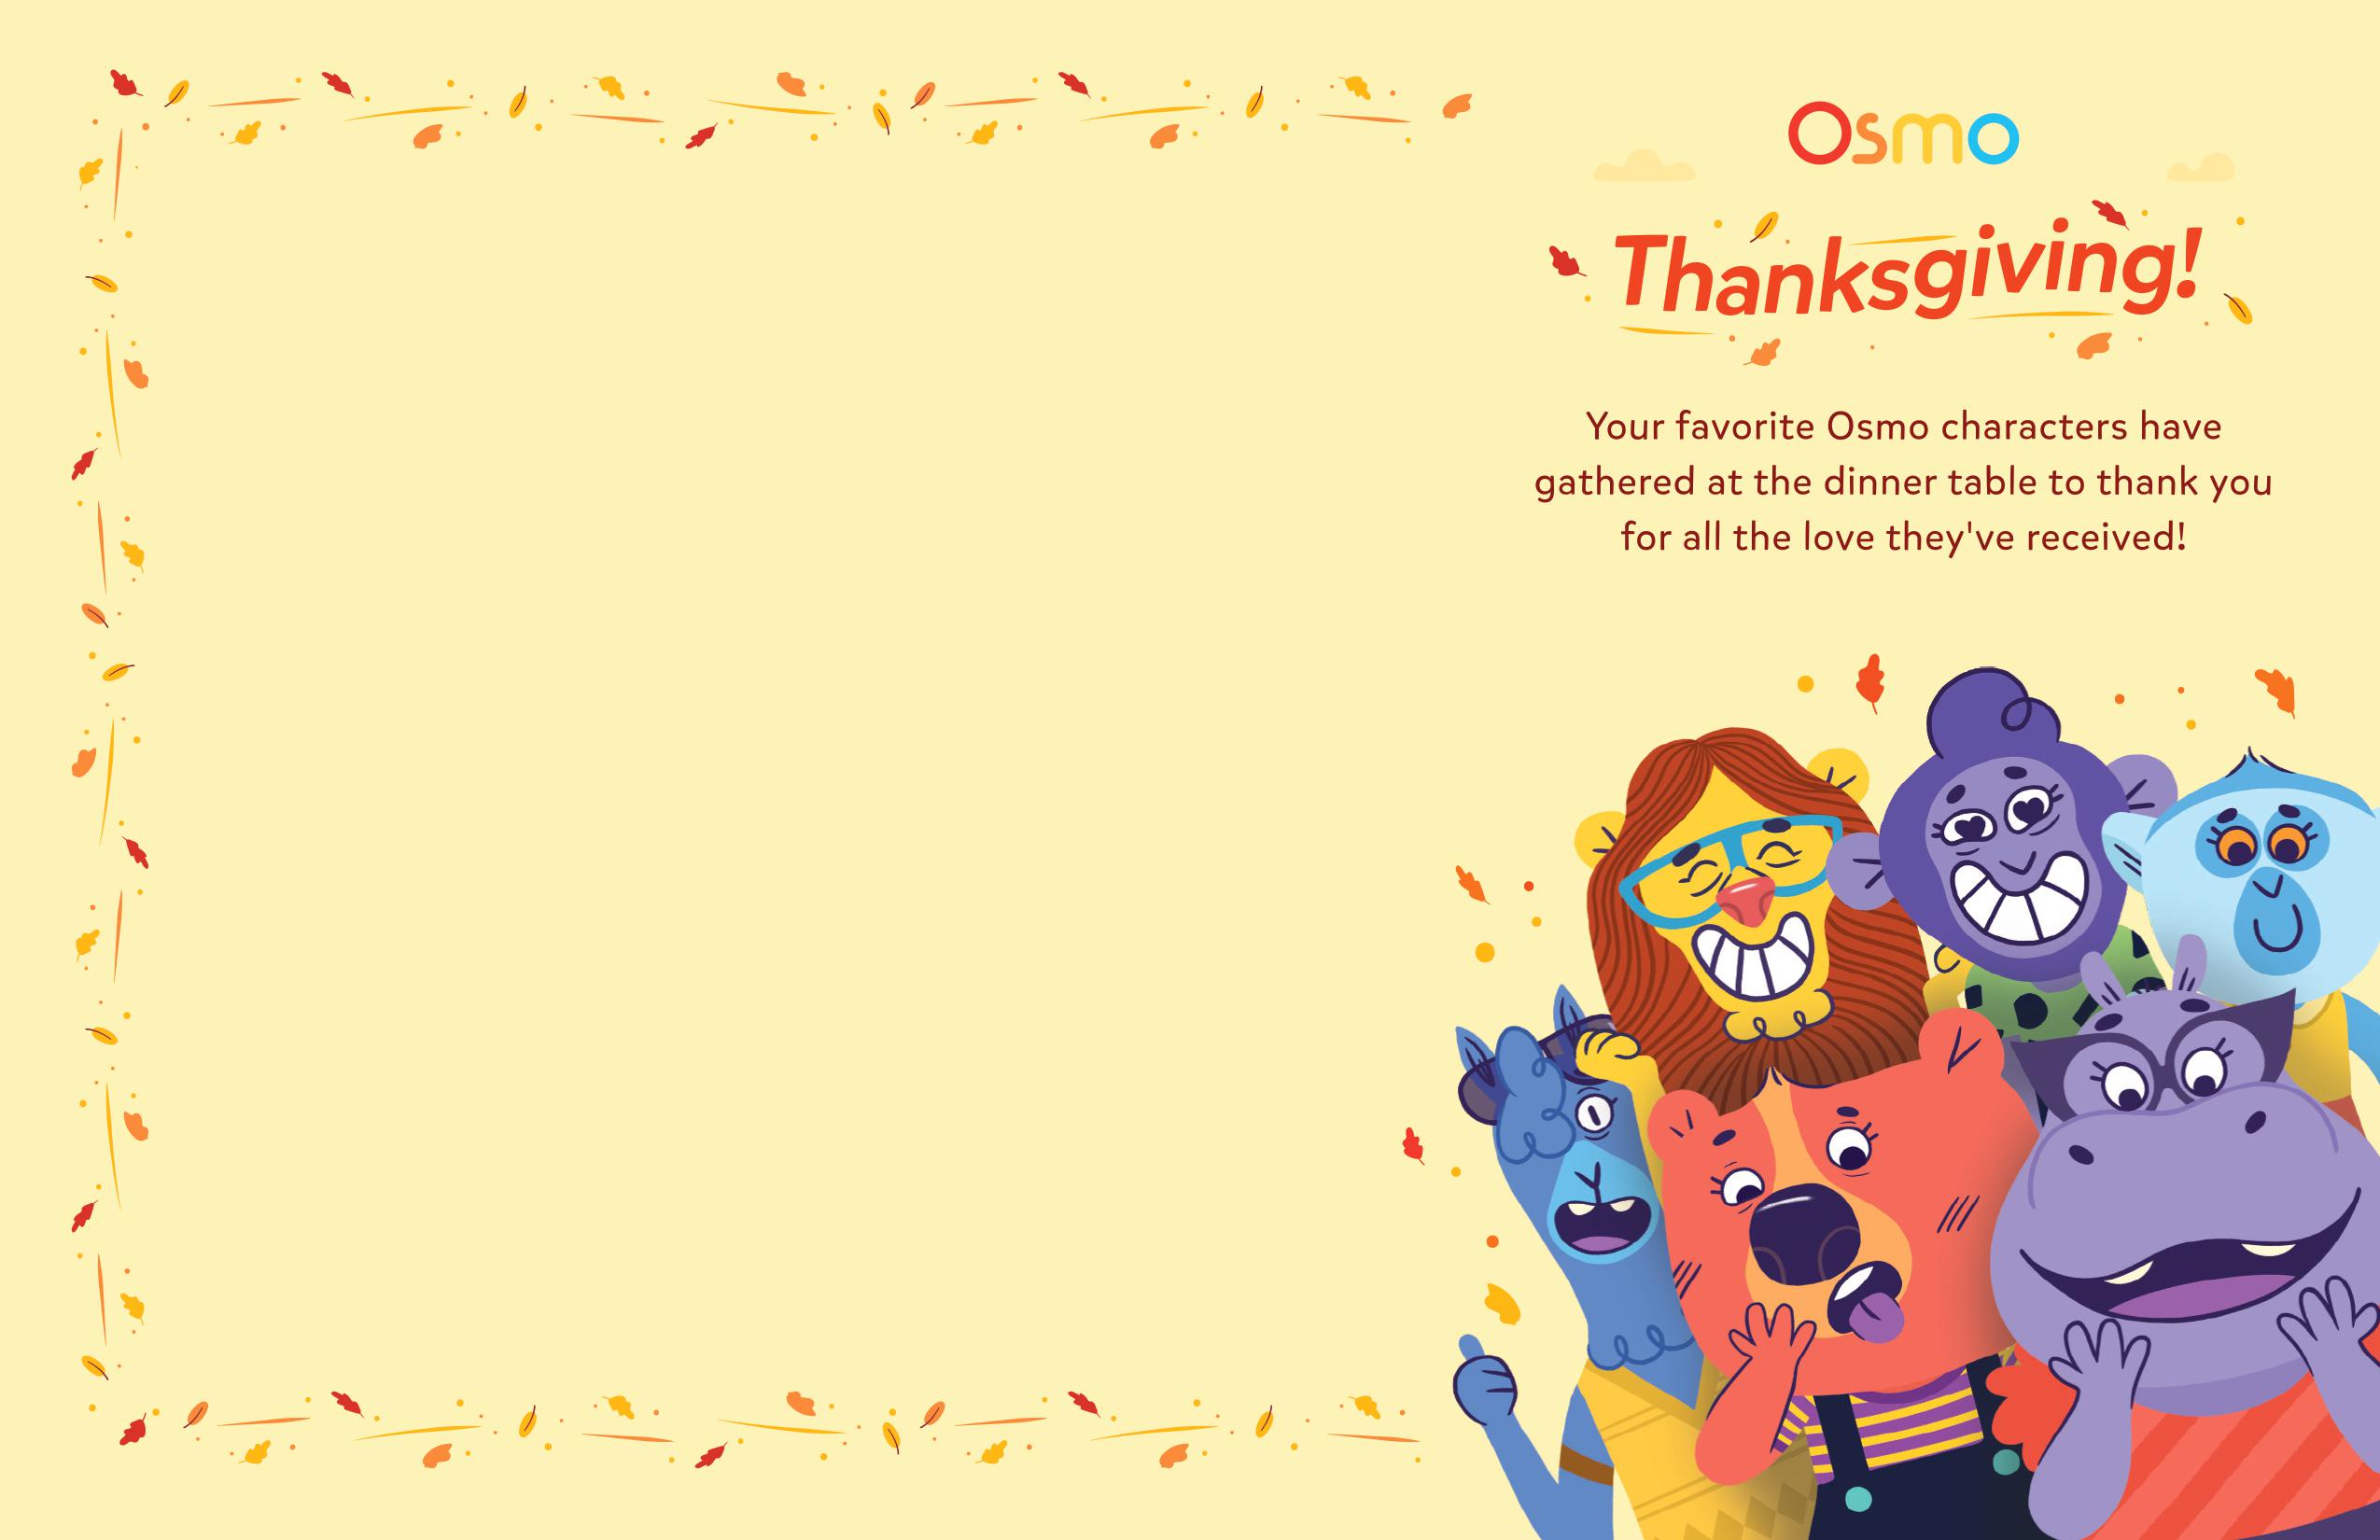 Osmo
Thanksgiving!
Your favorite Osmo characters have
gathered at the dinner table to thank you
for all the love they've received!